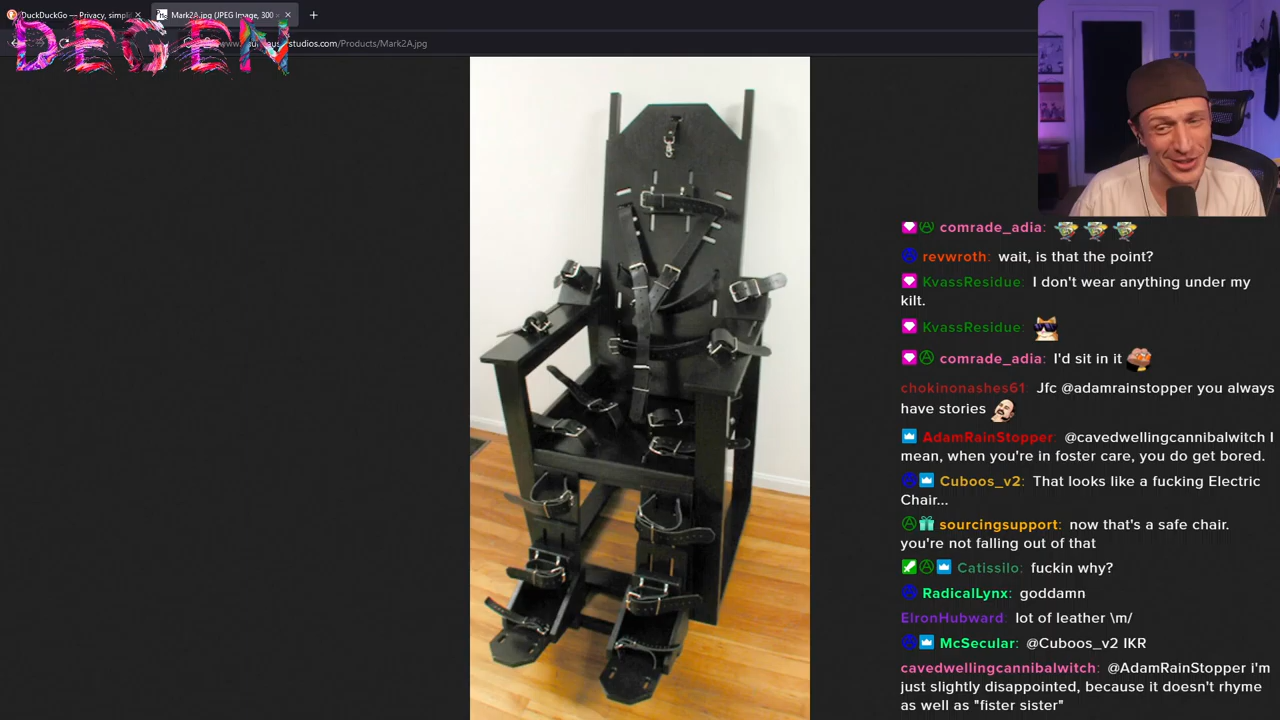 DuckDuckGo — Privacy, simpli
Mark2A.jpg (JPEG Image, 300
DEGEN
studios.com/Products/Mark2A.jpg
comrade_adia:
revwroth: wait, is that the point?
KvassResidue: I don't wear anything under my
kilt.
KvassResidue:
comrade_adia: I'd sit in it
chokinonashes61: Jfc @adamrainstopper you always
have stories
AdamRainStopper: @cavedwellingcannibalwitch I
mean, when you're in foster care, you do get bored.
Cuboos_v2: That looks like a fucking Electric
Chair...
sourcingsupport: now that's a safe chair.
you're not falling out of that
Catissilo: fuckin why?
RadicalLynx: goddamn
ElronHubward: lot of leather \m/
McSecular: @Cuboos_v2 IKR
cavedwellingcannibalwitch: @AdamRainStopper i'm
just slightly disappointed, because it doesn't rhyme
as well as "fister sister"